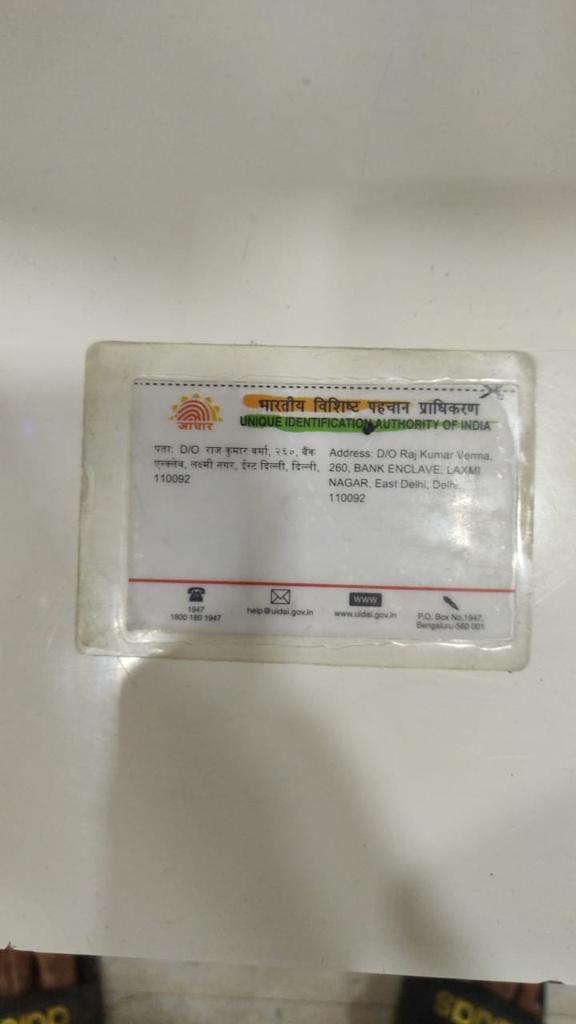 आधार
भारतीय विशिष्ट पहचान प्राधिकरण
UNIQUE IDENTIFICATION AUTHORITY OF INDIA
पता: D/O राज कुमार वर्मा, २६०, बैंक
एन्क्लेव, लक्ष्मी नगर, ईस्ट दिल्ली, दिल्ली,
110092
Address: D/O Raj Kumar Verma,
260, BANK ENCLAVE, LAXMI
NAGAR, East Delhi, Delhi,
110092
1947
1800 180 1947
help@uidai.gov.in
www
www.uidai.gov.in
P.O. Box No.1947,
Bengaluru-560 001